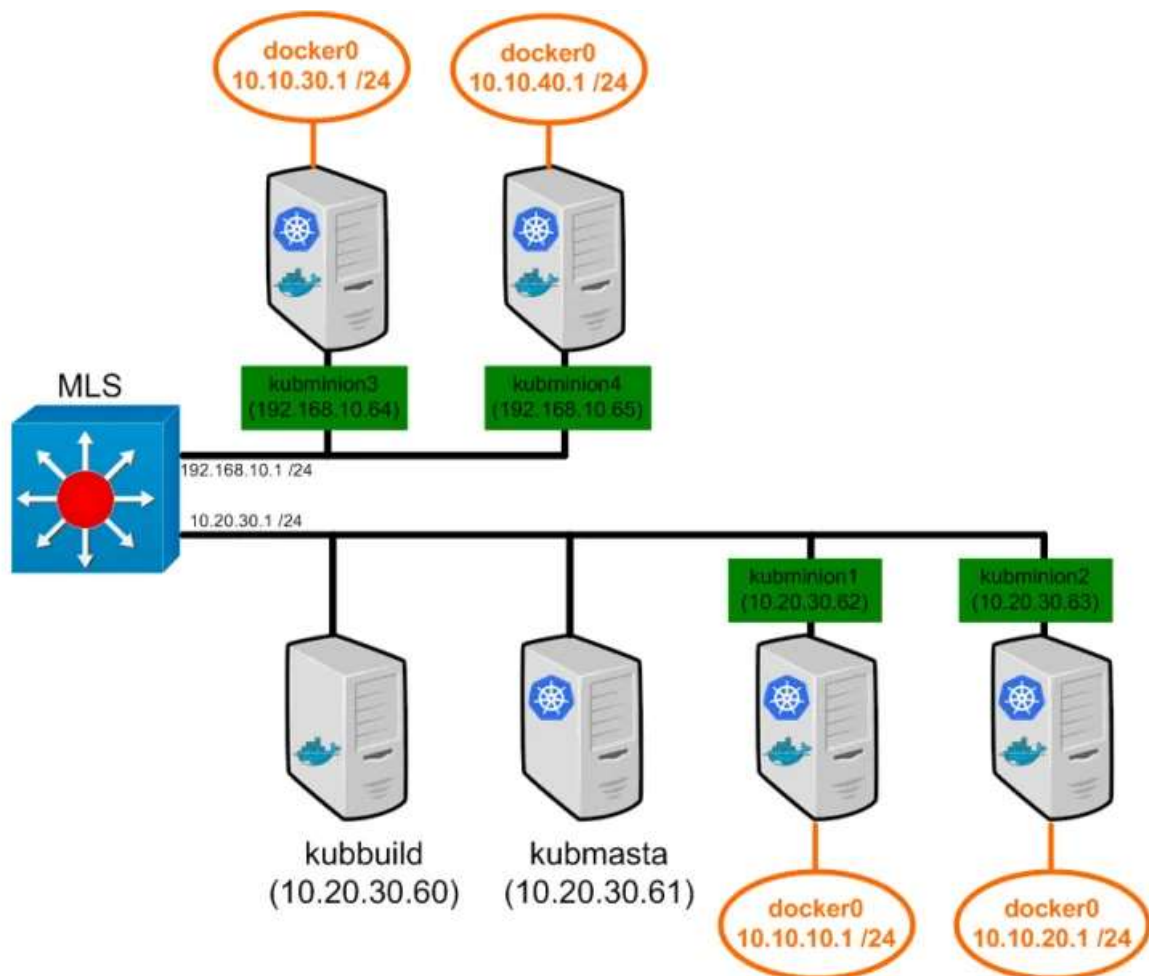 docker0
10.10.30.1 /24
docker0
10.10.40.1 /24
kubminion3
(192.168.10.64)
kubminion4
(192.168.10.65)
MLS
192.168.10.1 /24
10.20.30.1 /24
kubminion1
(10.20.30.62)
kubminion2
(10.20.30.63)
kubbuild
(10.20.30.60)
kubmasta
(10.20.30.61)
docker0
10.10.10.1 /24
docker0
10.10.20.1 /24